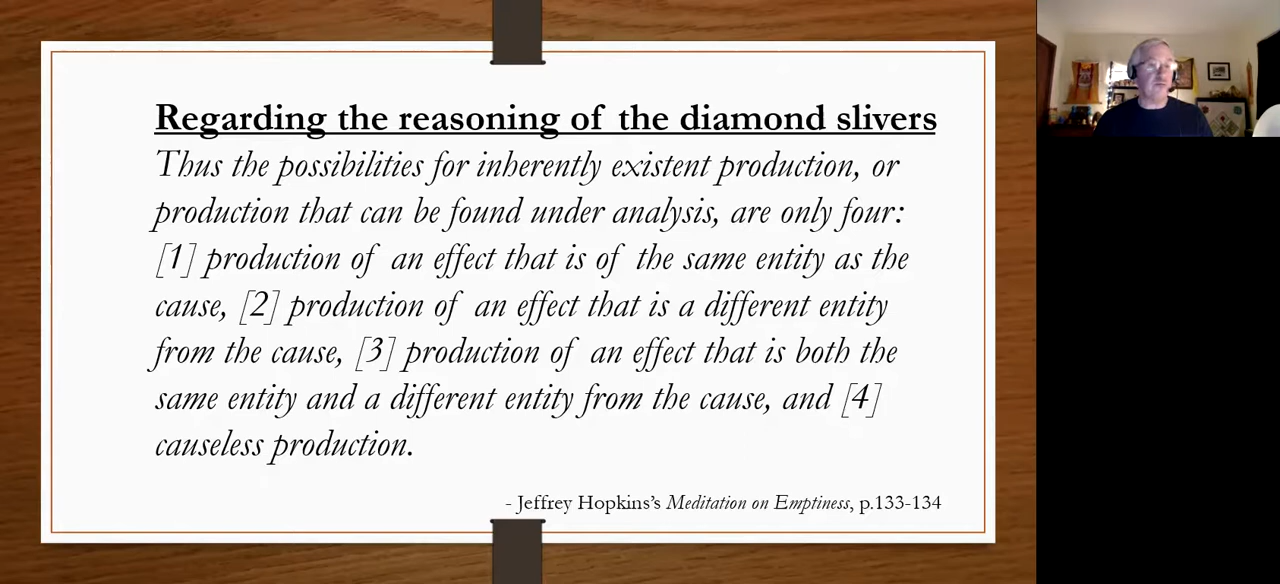 Regarding the reasoning of the diamond slivers
Thus the possibilities for inherently existent production, or
production that can be found under analysis, are only four:
[1] production of an effect that is of the same entity as the
cause, [2] production of an effect that is a different entity
from the cause, [3] production of an effect that is both the
same entity and a different entity from the cause, and [4]
causeless production.
- Jeffrey Hopkins's Meditation on Emptiness, p.133-134